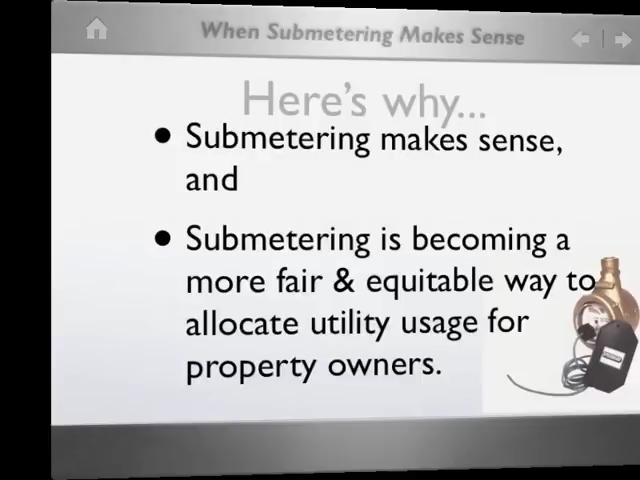 When Submetering Makes Sense
Here's why...
• Submetering makes sense,
and
• Submetering is becoming a
more fair & equitable way to
allocate utility usage for
property owners.